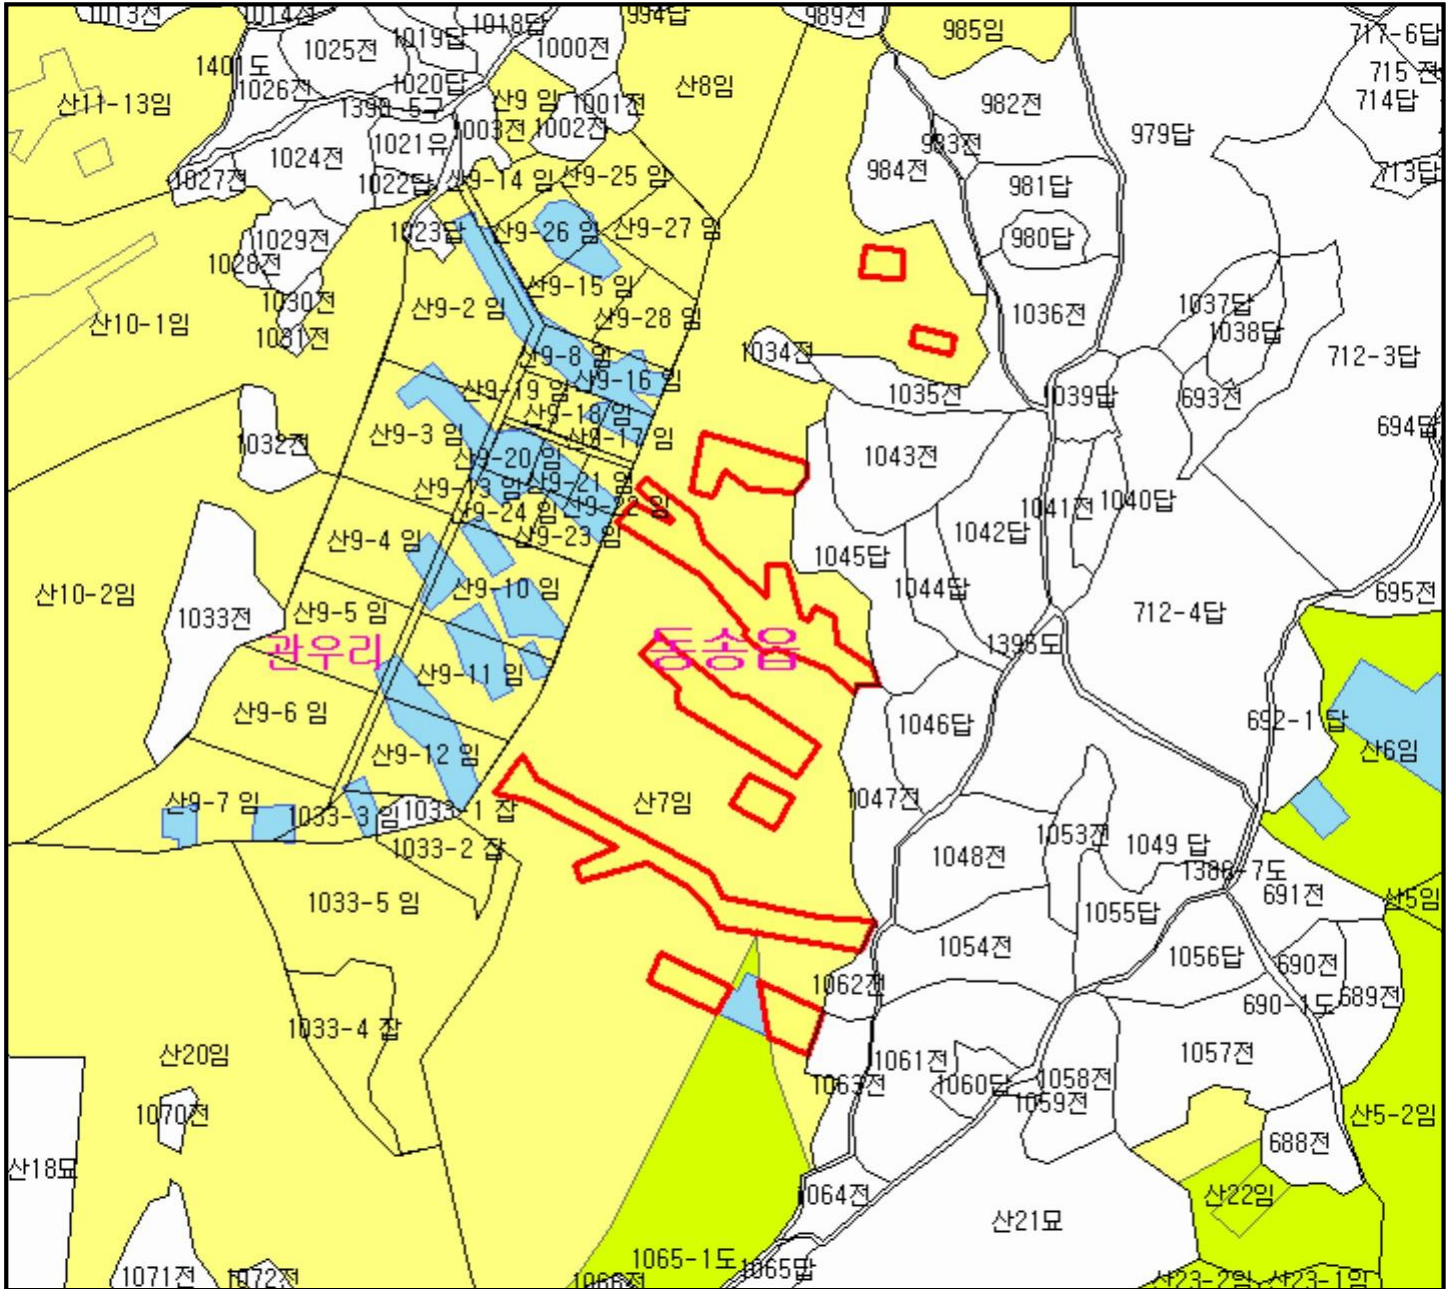 1013전
1014전
1018답
994답
989전
985임
717-6답
1025전
1019답
1000전
1401도
1026전
1020답
산8임
715 전
산11-13임
산9 임
1001전
982전
714답
1021유
1003전
1002전
979답
983전
1024전
984전
713답
1027전
1022답
산9-14 임
산9-25 임
981답
1023답
산9-26 임
산9-27 임
980답
1029전
1028전
산9-15 임
1030전
산9-2 임
산9-28 임
1036전
1037답
1038답
산10-1임
1031전
산9-8 임
1034전
712-3답
산9-19 임
산9-16 임
1035전
1039답
693전
산9-18 임
산9-3 임
산9-17 임
694답
1032전
산9-20 임
1043전
산9-13 임
산9-21 임
산9-24 임
산9-22 임
1041전
1040답
산9-4 임
산9-23 임
1042답
1045답
산10-2임
산9-10 임
1044답
695전
1033전
산9-5 임
712-4답
관우리
동송읍
1395도
산9-11 임
산9-6 임
1046답
692-1 답
산9-12 임
산6임
산9-7 임
1033-3 임
1033-1 잡
산7임
1047전
1033-2 잡
1048전
1053전
1049 답
1388-7도
691전
산5임
1033-5 임
1055답
1054전
1056답
690전
1062전
690-1도
689전
1033-4 잡
산20임
1061전
1057전
1063전
1060답
1058전
1059전
1070전
산5-2임
688전
산18묘
1064전
산22임
산21묘
1065-1도
1065답
1071전
1072전
1066전
산23-2임
산23-1임